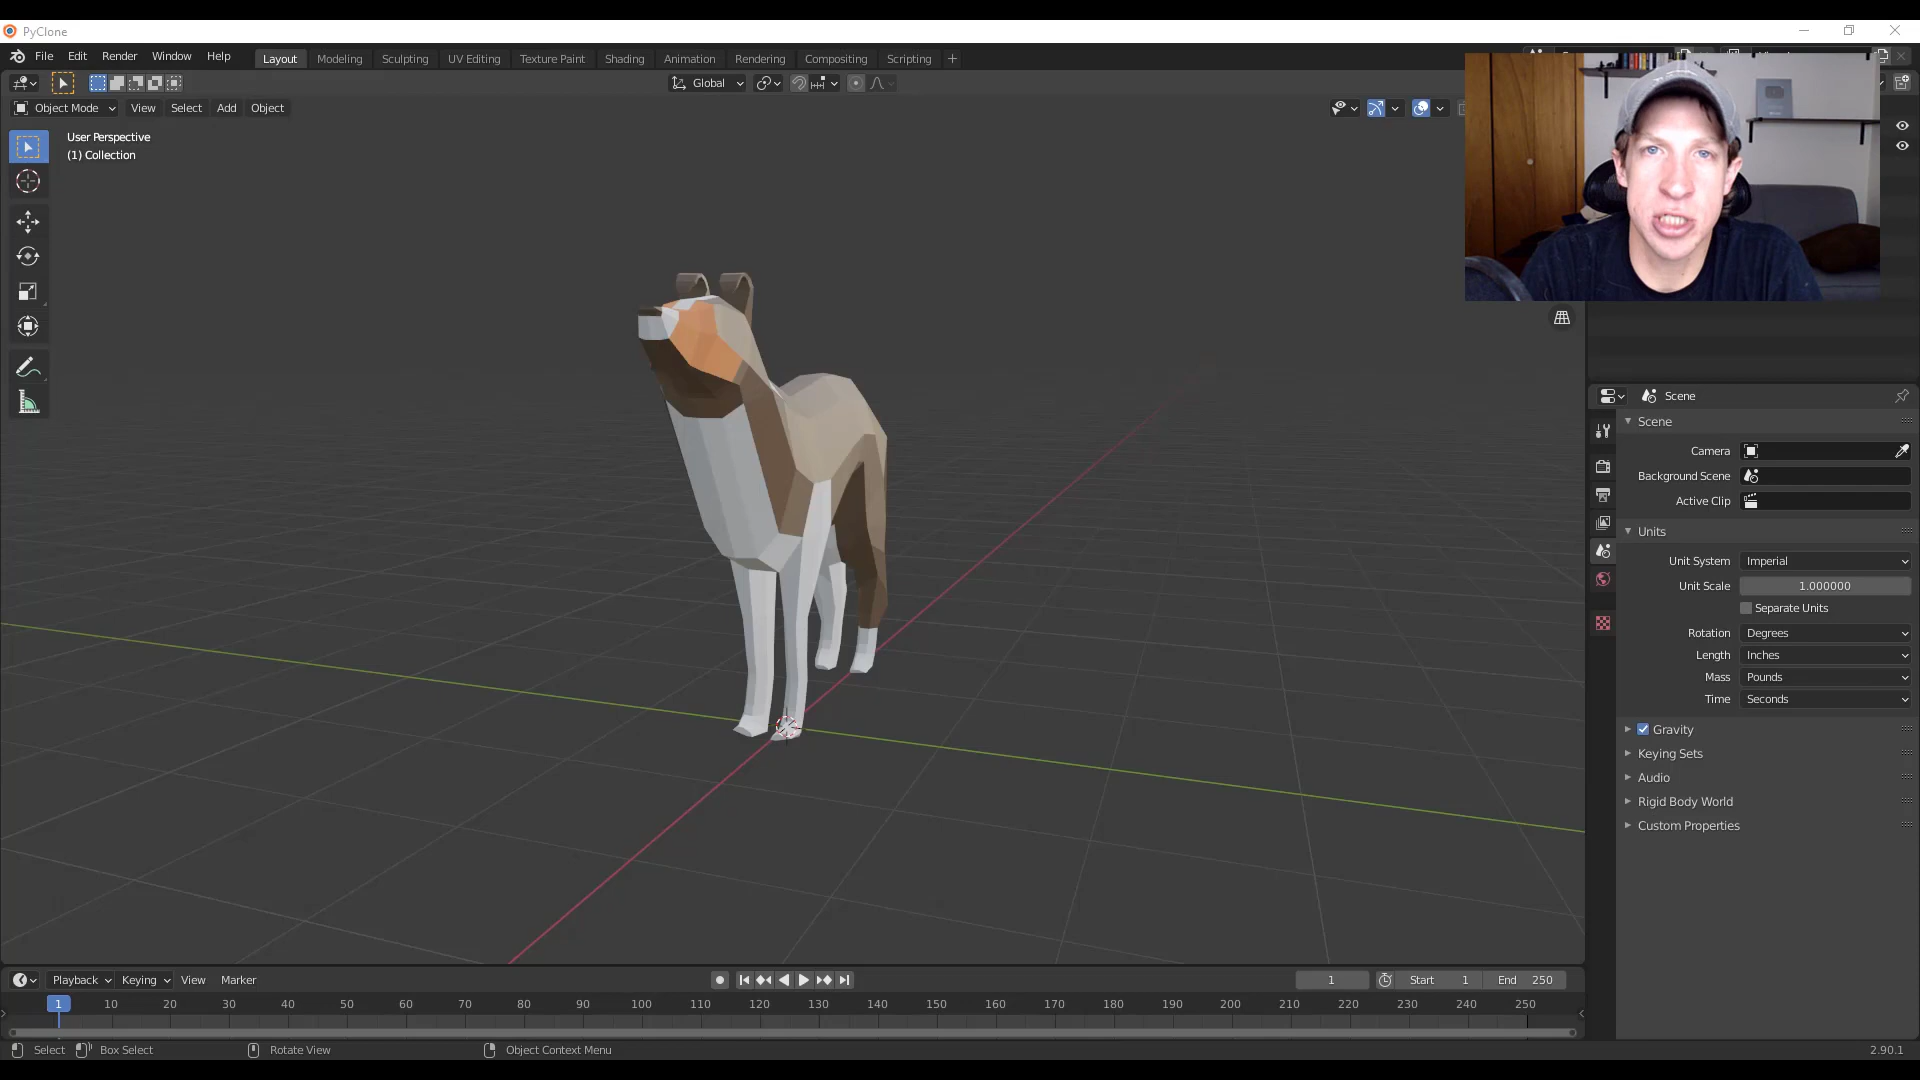 PyClone
File Edit Render Window Help Layout Modeling Sculpting UV Editing Texture Paint Shading Animation Rendering Compositing Scripting +
Global
Object Mode View Select Add Object
User Perspective
(1) Collection
Scene
Scene
Camera
Background Scene
Active Clip
Units
Unit System Imperial
Unit Scale 1.000000
Separate Units
Rotation Degrees
Length Inches
Mass Pounds
Time Seconds
Gravity
Keying Sets
Audio
Rigid Body World
Custom Properties
Playback Keying View Marker 1 Start 1 End 250
1 10 20 30 40 50 60 70 80 90 100 110 120 130 140 150 160 170 180 190 200 210 220 230 240 250
Select Box Select Rotate View Object Context Menu 2.90.1